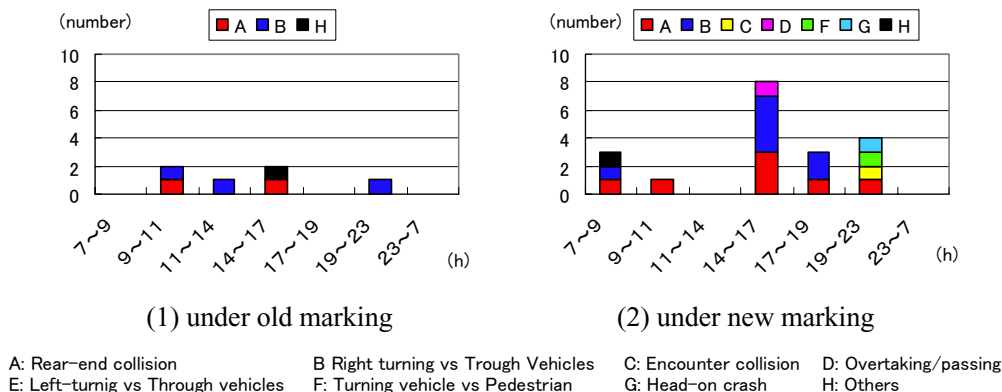 (number)
A B H
10
8
6
4
2
0
7～9
9～11
11～14
14～17
17～19
19～23
23～7
(h)
(1) under old marking
(number)
A B C D F G H
10
8
6
4
2
0
7～9
9～11
11～14
14～17
17～19
19～23
23～7
(h)
(2) under new marking
A: Rear-end collision B Right turning vs Trough Vehicles C: Encounter collision D: Overtaking/passing
E: Left-turnig vs Through vehicles F: Turning vehicle vs Pedestrian G: Head-on crash H: Others